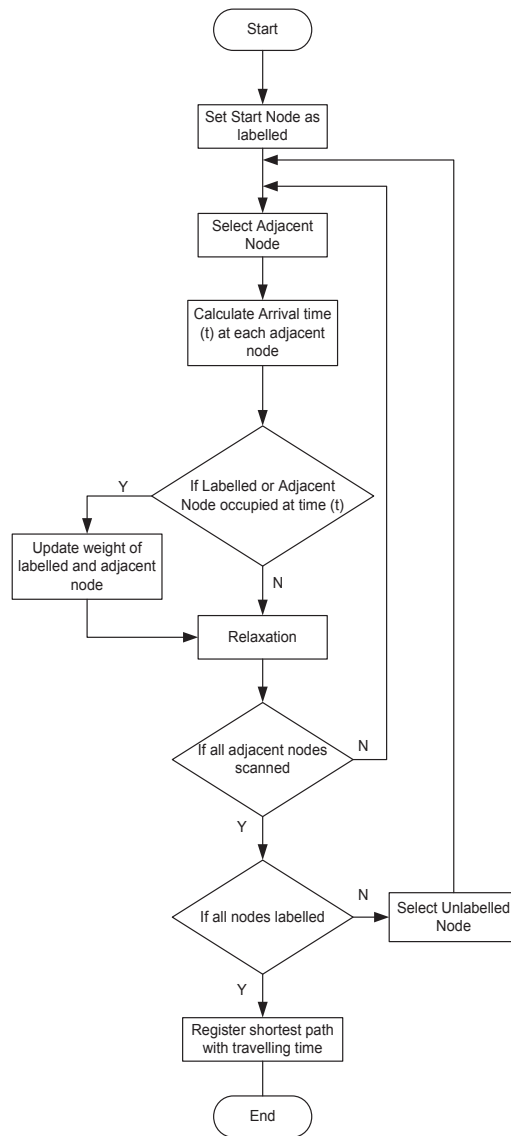 Start
Set Start Node as
labelled
Select Adjacent
Node
Calculate Arrival time
(t) at each adjacent
node
If Labelled or Adjacent
Node occupied at time (t)
Y
Update weight of
labelled and adjacent
node
N
Relaxation
If all adjacent nodes
scanned
N
Y
If all nodes labelled
N
Select Unlabelled
Node
Y
Register shortest path
with travelling time
End